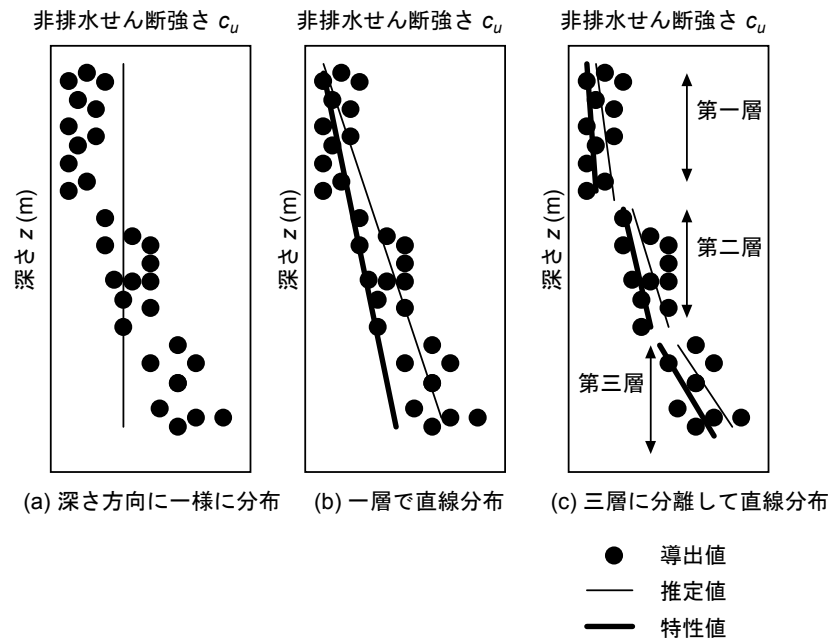 非排水せん断強さ cu
非排水せん断強さ cu
非排水せん断強さ cu
深さ z (m)
深さ z (m)
深さ z (m)
第一層
第二層
第三層
(a) 深さ方向に一様に分布
(b) 一層で直線分布
(c) 三層に分離して直線分布
導出値
推定値
特性値